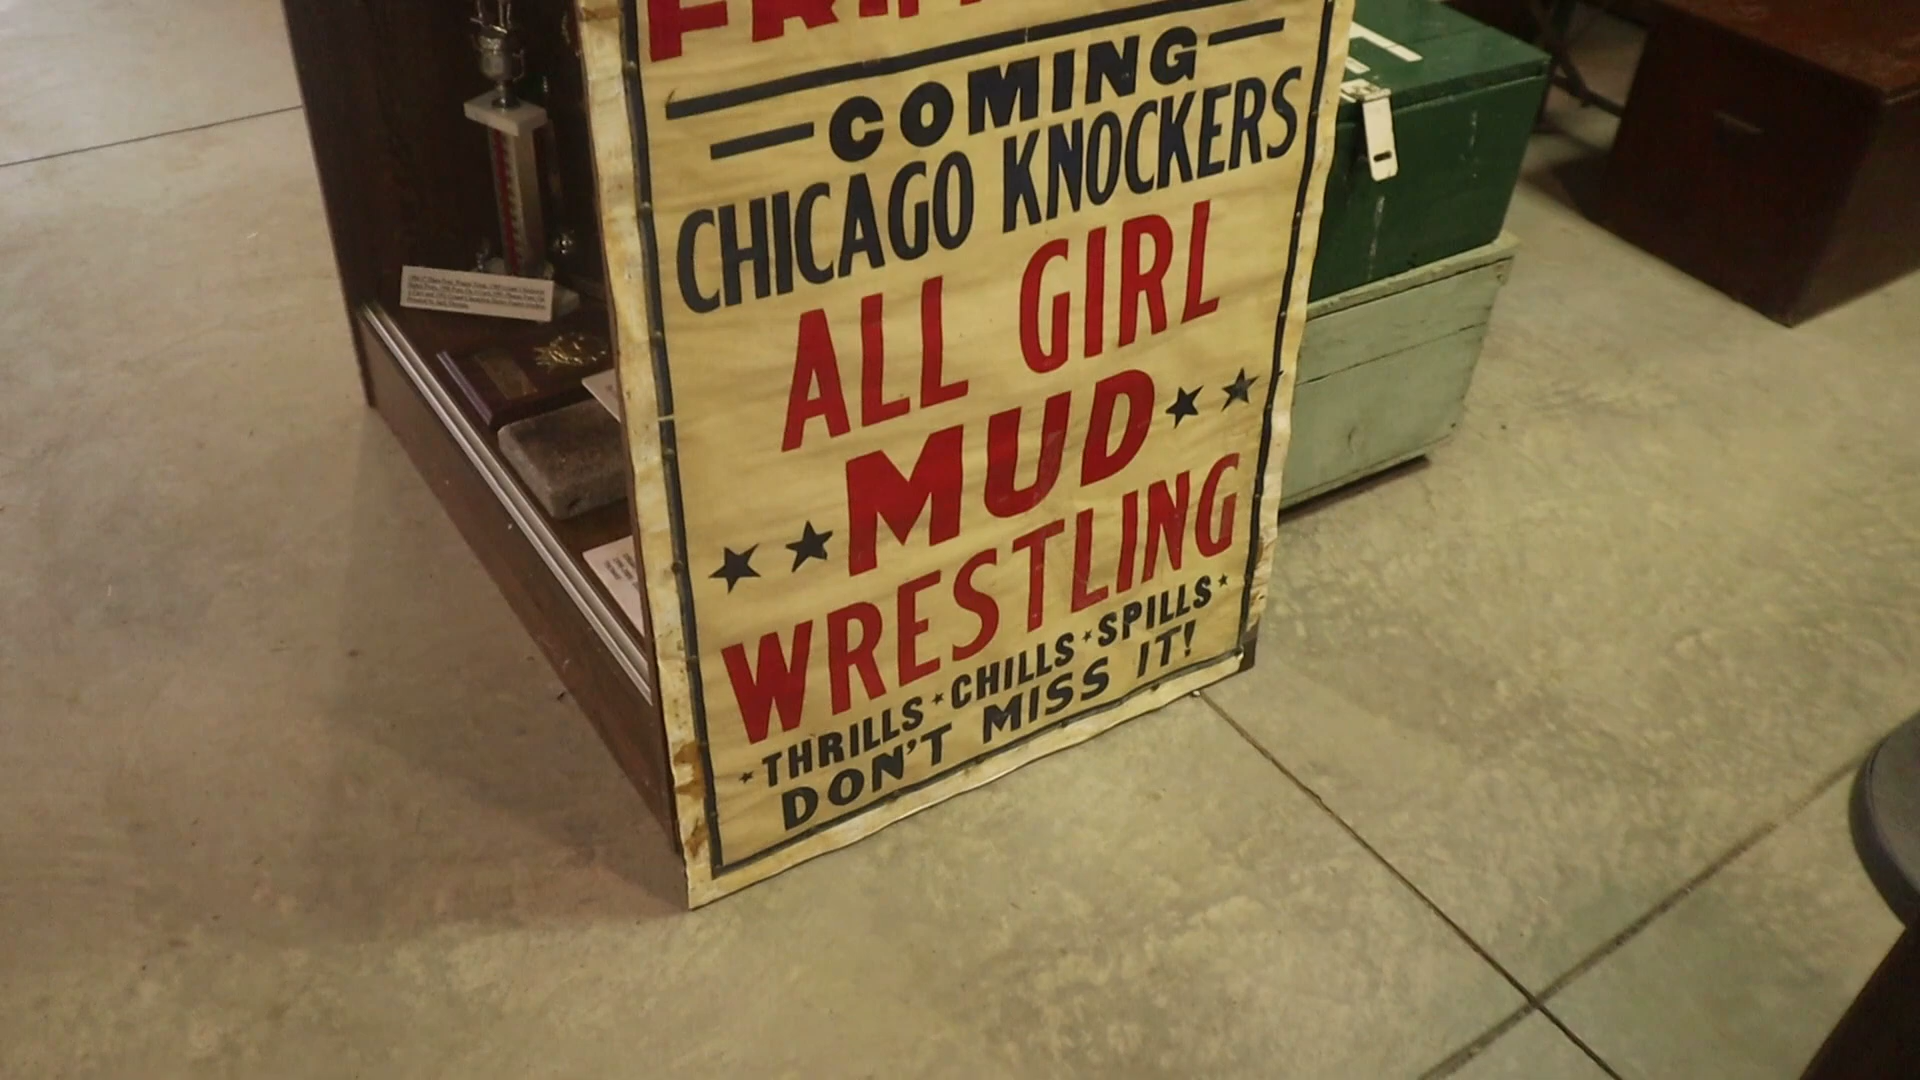 COMING
CHICAGO KNOCKERS
ALL GIRL
MUD
WRESTLING
THRILLS CHILLS SPILLS
DON'T MISS IT!